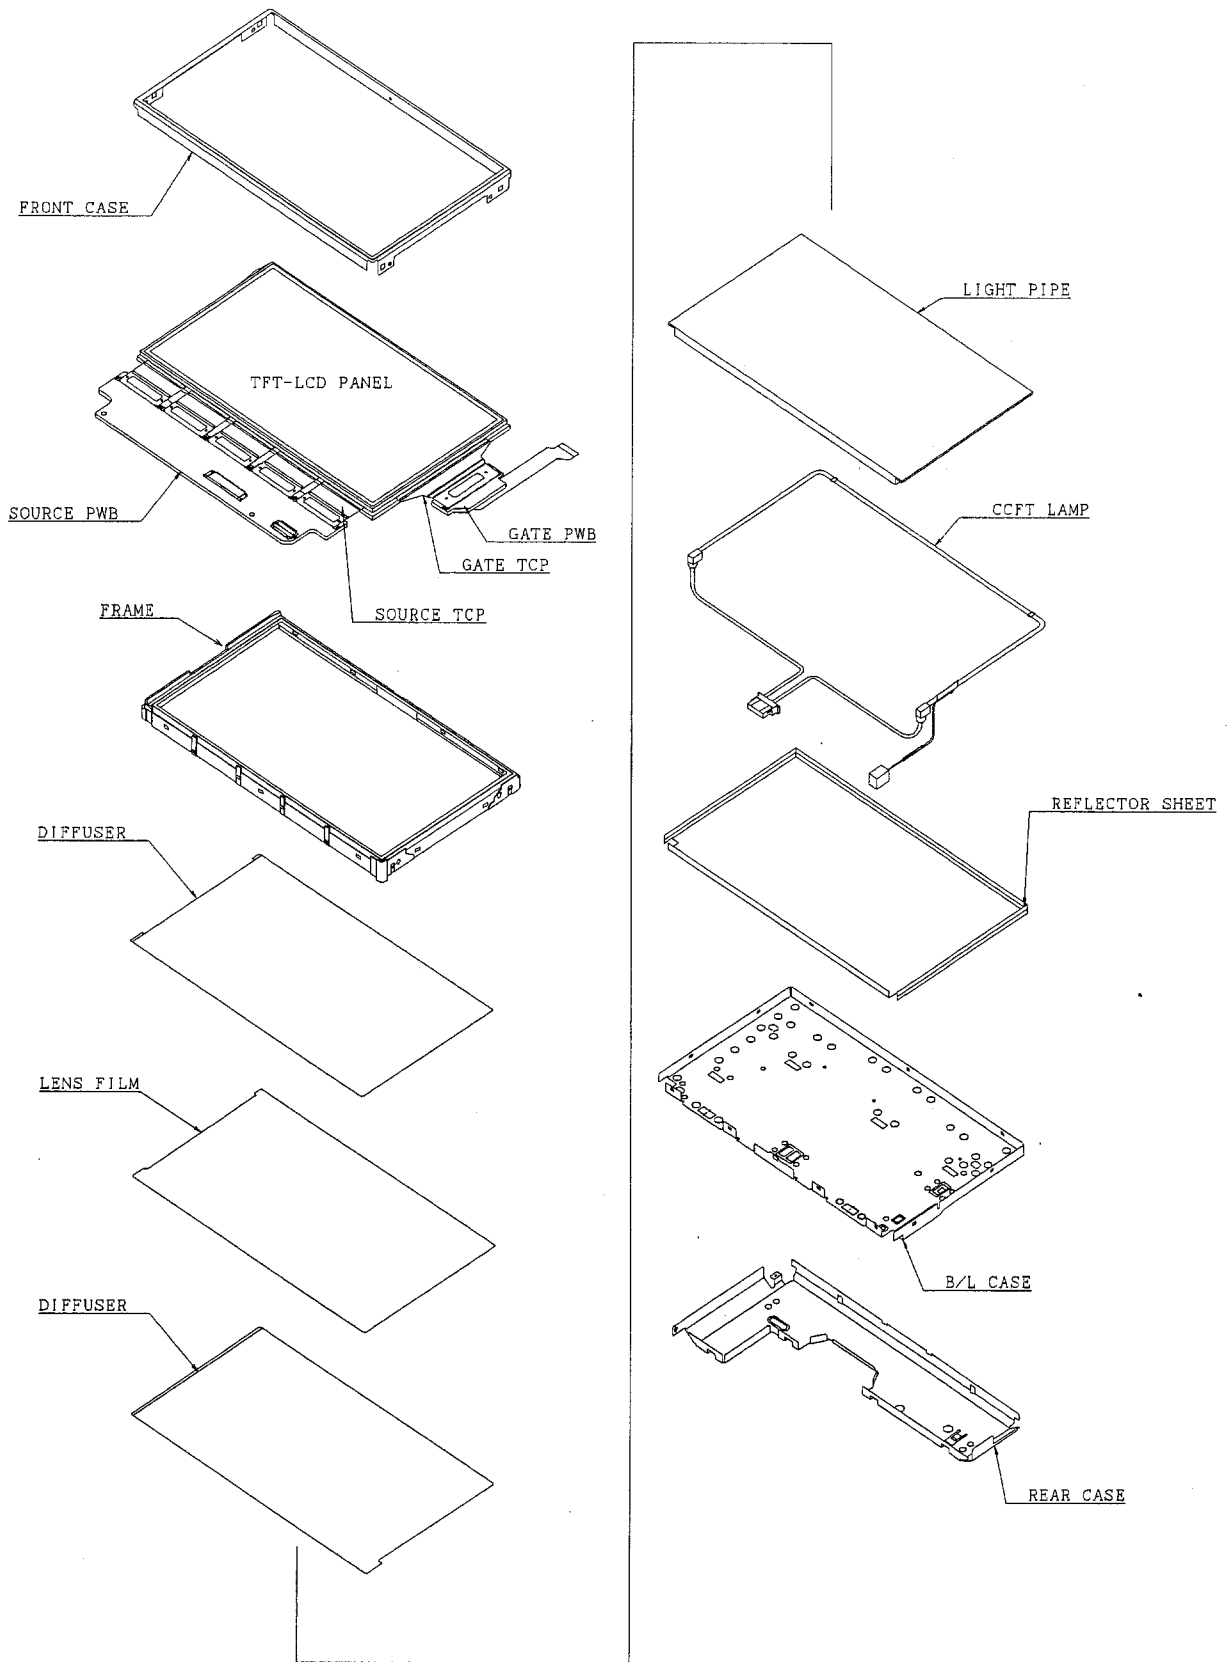 FRONT CASE
TFT-LCD PANEL
SOURCE PWB
GATE PWB
GATE TCP
SOURCE TCP
FRAME
DIFFUSER
LENS FILM
DIFFUSER
LIGHT PIPE
CCFT LAMP
REFLECTOR SHEET
B/L CASE
REAR CASE